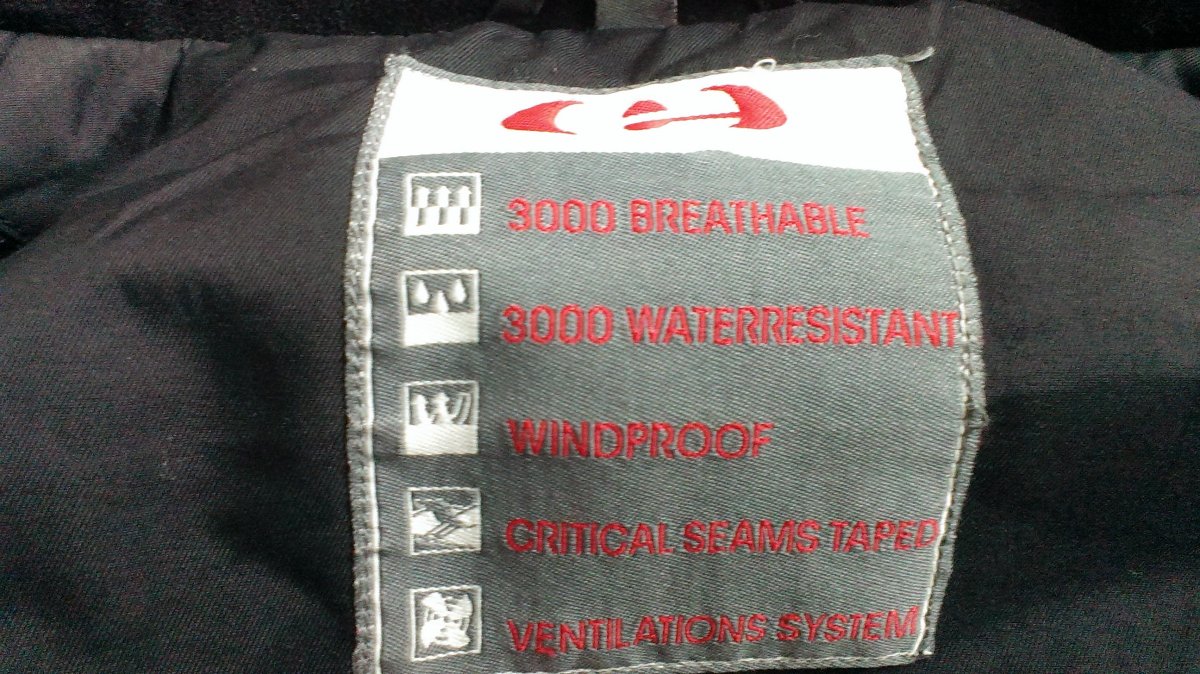 3000 BREATHABLE
3000 WATERRESISTANT
WINDPROOF
CRITICAL SEAMS TAPED
VENTILATIONS SYSTEM